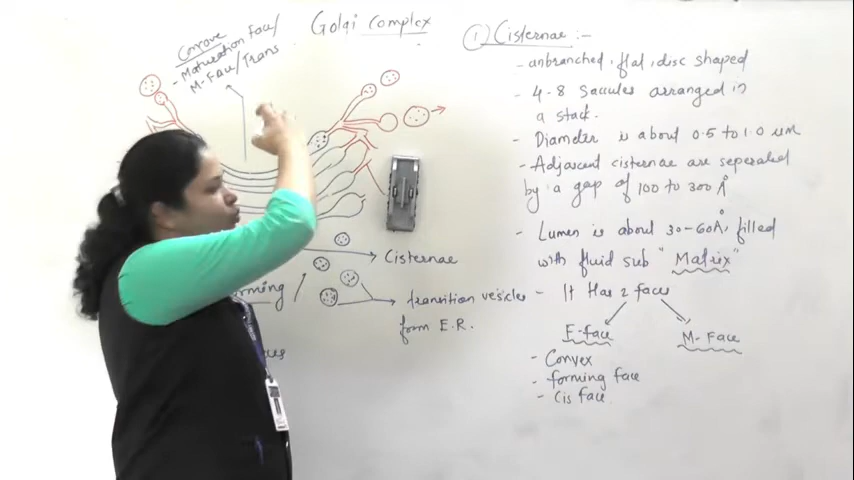 Golgi Complex
Concave
- Maturation Face/
M-Face/Trans
Cisternae
transition vesicles
from E.R.
① Cisternae :-
- unbranched, flat, disc shaped
- 4-8 Saccules arranged in
a stack.
- Diameter is about 0.5 to 1.0 um
- Adjacent cisternae are seperated
by a gap of 100 to 300 Å
- Lumen is about 30-60Å, filled
with fluid sub "Matrix"
- It Has 2 faces
F-face
M-Face
- Convex
- forming face
- Cis face